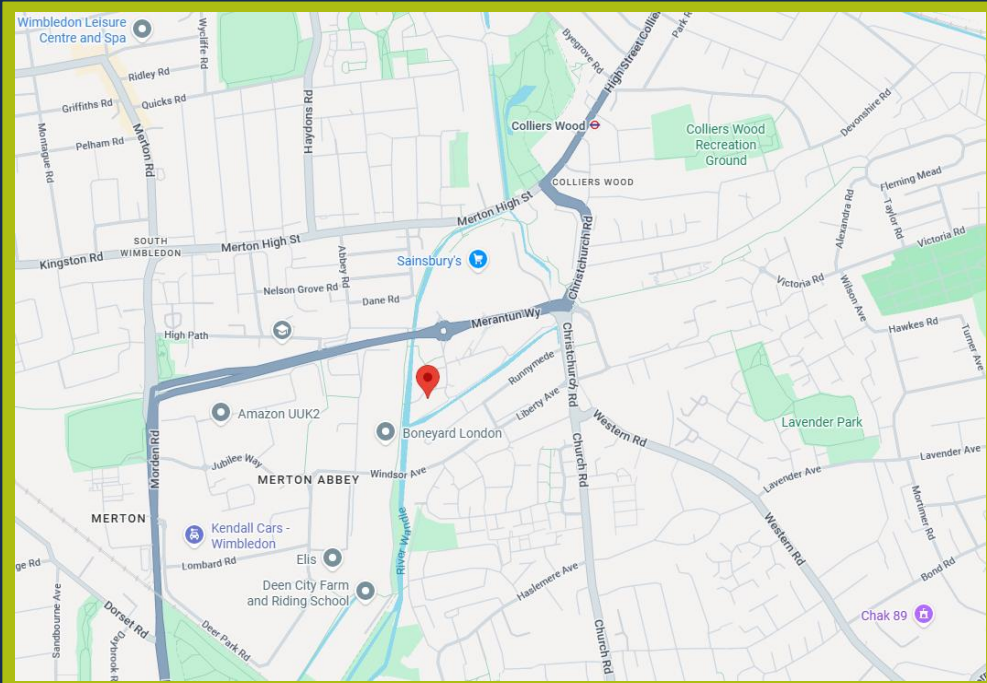 Wimbledon Leisure
Centre and Spa
Wycliffe Rd
Ridley Rd
Quicks Rd
Griffiths Rd
Pelham Rd
Montague Rd
Merton Rd
Haydons Rd
Byegrove Rd
High Street Collier
Park R
Colliers Wood
Colliers Wood
Recreation
Ground
Devonshire Rd
COLLIERS WOOD
Fleming Mead
Taylor Rd
Alexandra Rd
Victoria Rd
Merton High St
SOUTH
WIMBLEDON
Merton High St
Kingston Rd
Abbey Rd
Sainsbury's
Christchurch Rd
Victoria Rd
Wilson Ave
Nelson Grove Rd
Dane Rd
Merantun Wy
High Path
Hawkes Rd
Turner Ave
Christchurch Rd
Runnymede
Liberty Ave
Amazon UUK2
Boneyard London
Western Rd
Lavender Park
Morden Rd
Jubilee Way
Windsor Ave
MERTON ABBEY
Church Rd
Lavender Ave
Lavender Ave
Mortimer Rd
MERTON
Kendall Cars -
Wimbledon
River Wandle
Western Rd
Elis
Lombard Rd
ge Rd
Deen City Farm
and Riding School
Haslemere Ave
Bond Rd
Sandbourne Ave
Dorset Rd
Daybrook R
Deer Park Rd
Church Rd
Chak 89